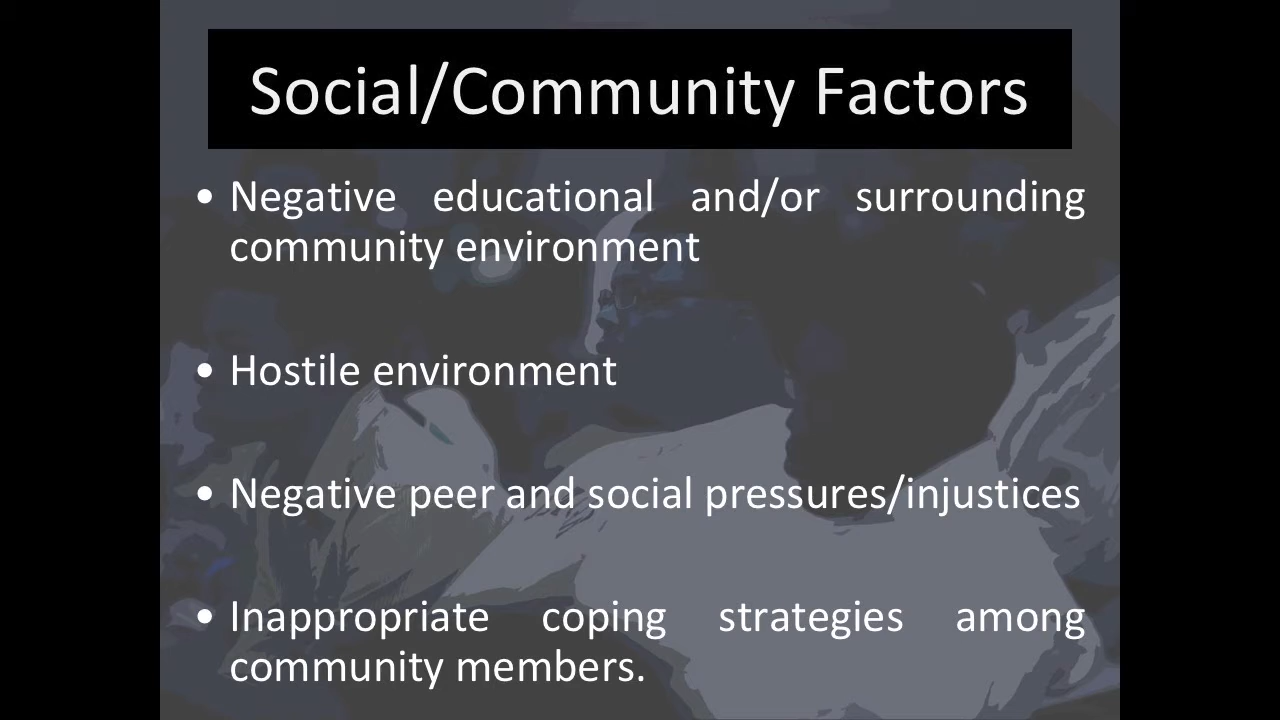 Social/Community Factors
• Negative educational and/or surrounding
community environment
• Hostile environment
• Negative peer and social pressures/injustices
• Inappropriate coping strategies among
community members.